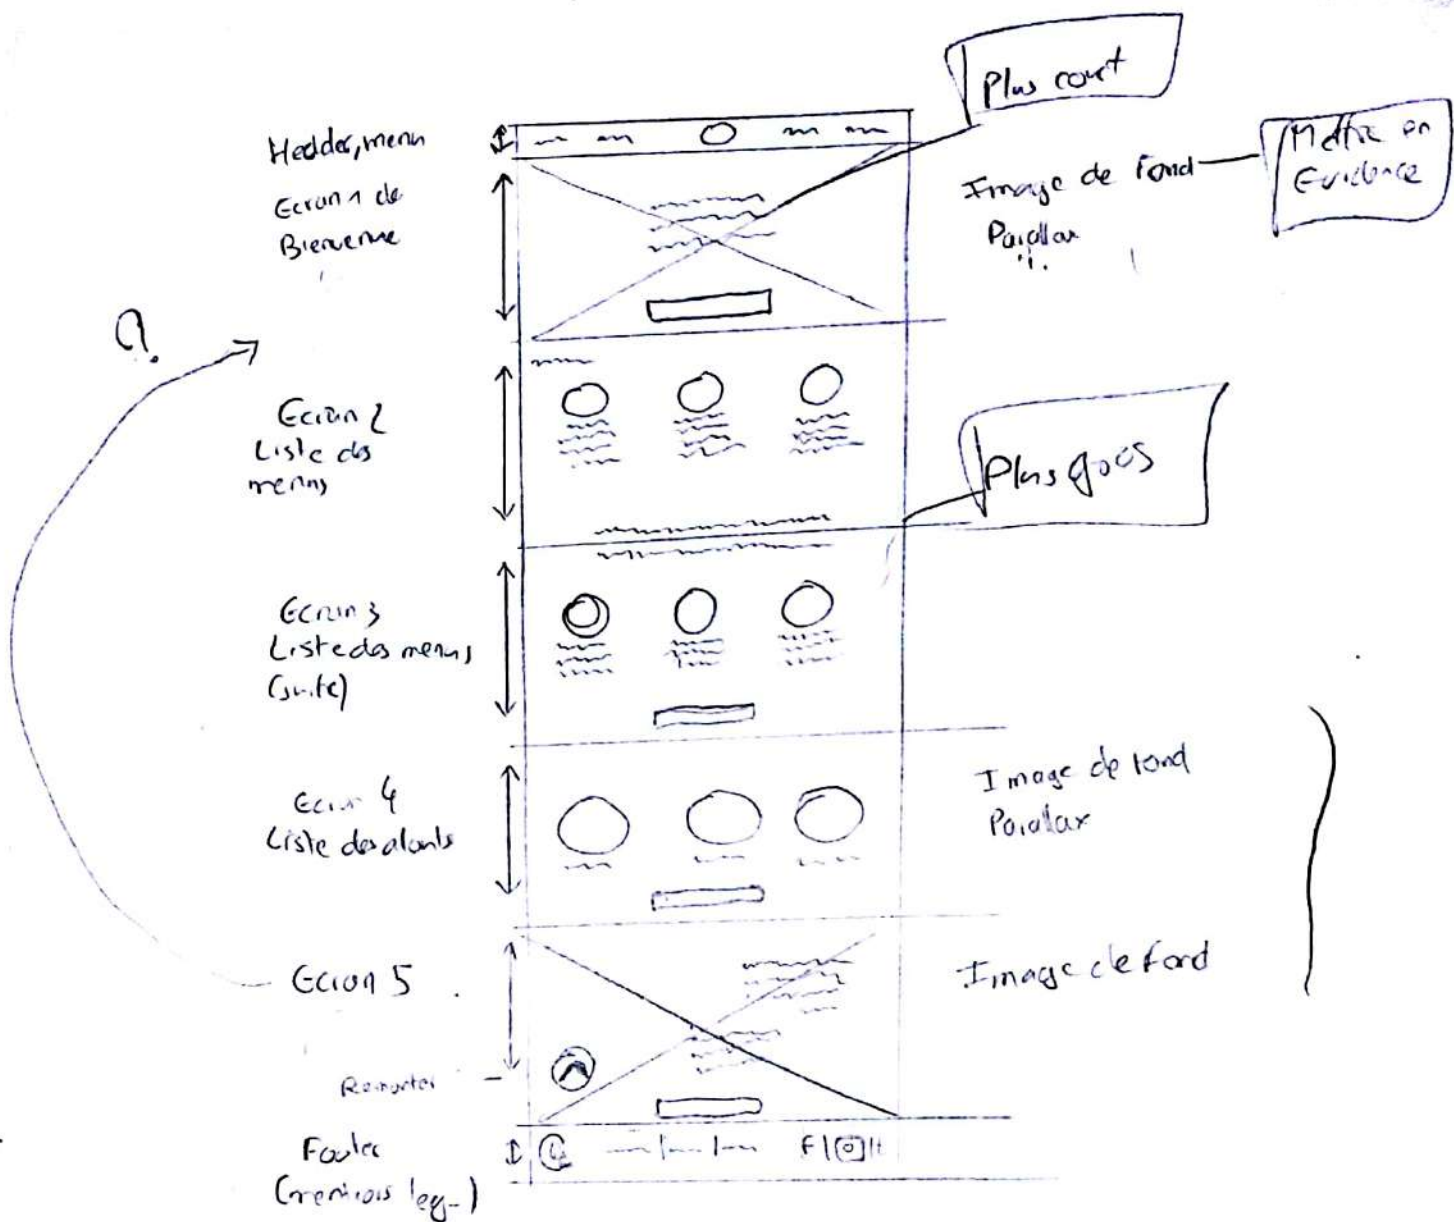 Plus court
Header, menu
Mettre en
Evidence
Ecran 1 de
Bienvenue
Image de fond
Parallax
Ecran 2
Liste des
menus
Plus gros
Ecran 3
Liste des menus
(suite)
Ecran 4
Liste des
Image de fond
Parallax
Ecran 5
Image de fond
Remonter
Footer
(mentions leg-)